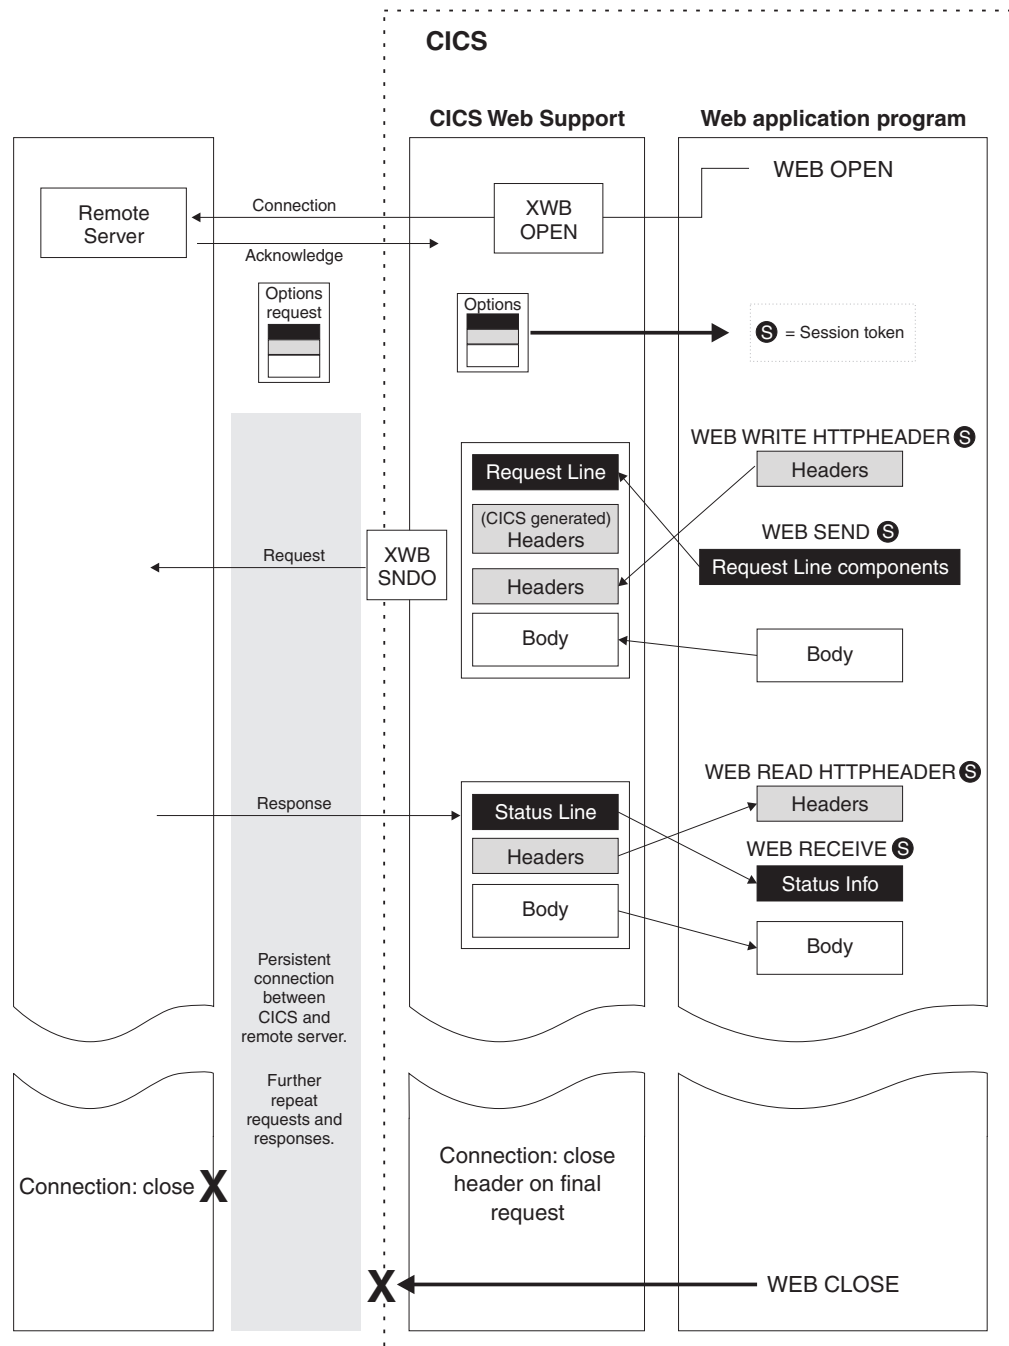 CICS
CICS Web Support
Web application program
WEB OPEN
Remote
Server
Connection
XWB
OPEN
Acknowledge
Options
request
Options
S = Session token
WEB WRITE HTTPHEADER S
Headers
Request Line
(CICS generated)
Headers
WEB SEND S
Request Line components
Request
XWB
SNDO
Headers
Body
Body
WEB READ HTTPHEADER S
Headers
Response
Status Line
Headers
WEB RECEIVE S
Status Info
Body
Body
Persistent
connection
between
CICS and
remote server.
Further
repeat
requests and
responses.
Connection: close X
Connection: close
header on final
request
X
WEB CLOSE